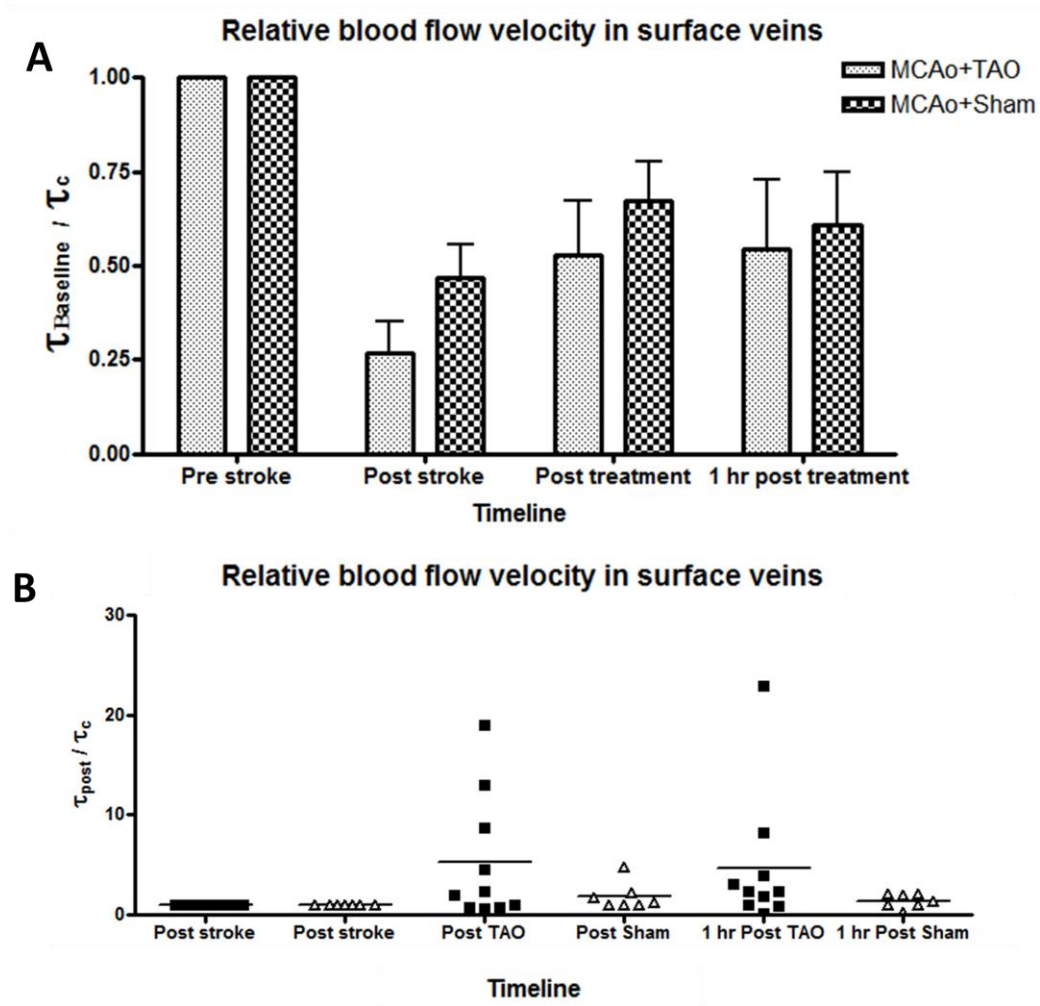 Relative blood flow velocity in surface veins
A
MCAo+TAO
MCAo+Sham
1.00
0.75
0.50
0.25
0.00
τBaseline / τc
Pre stroke Post stroke Post treatment 1 hr post treatment
Timeline
Relative blood flow velocity in surface veins
B
30
20
10
0
τpost / τc
Post stroke Post stroke Post TAO Post Sham 1 hr Post TAO 1 hr Post Sham
Timeline